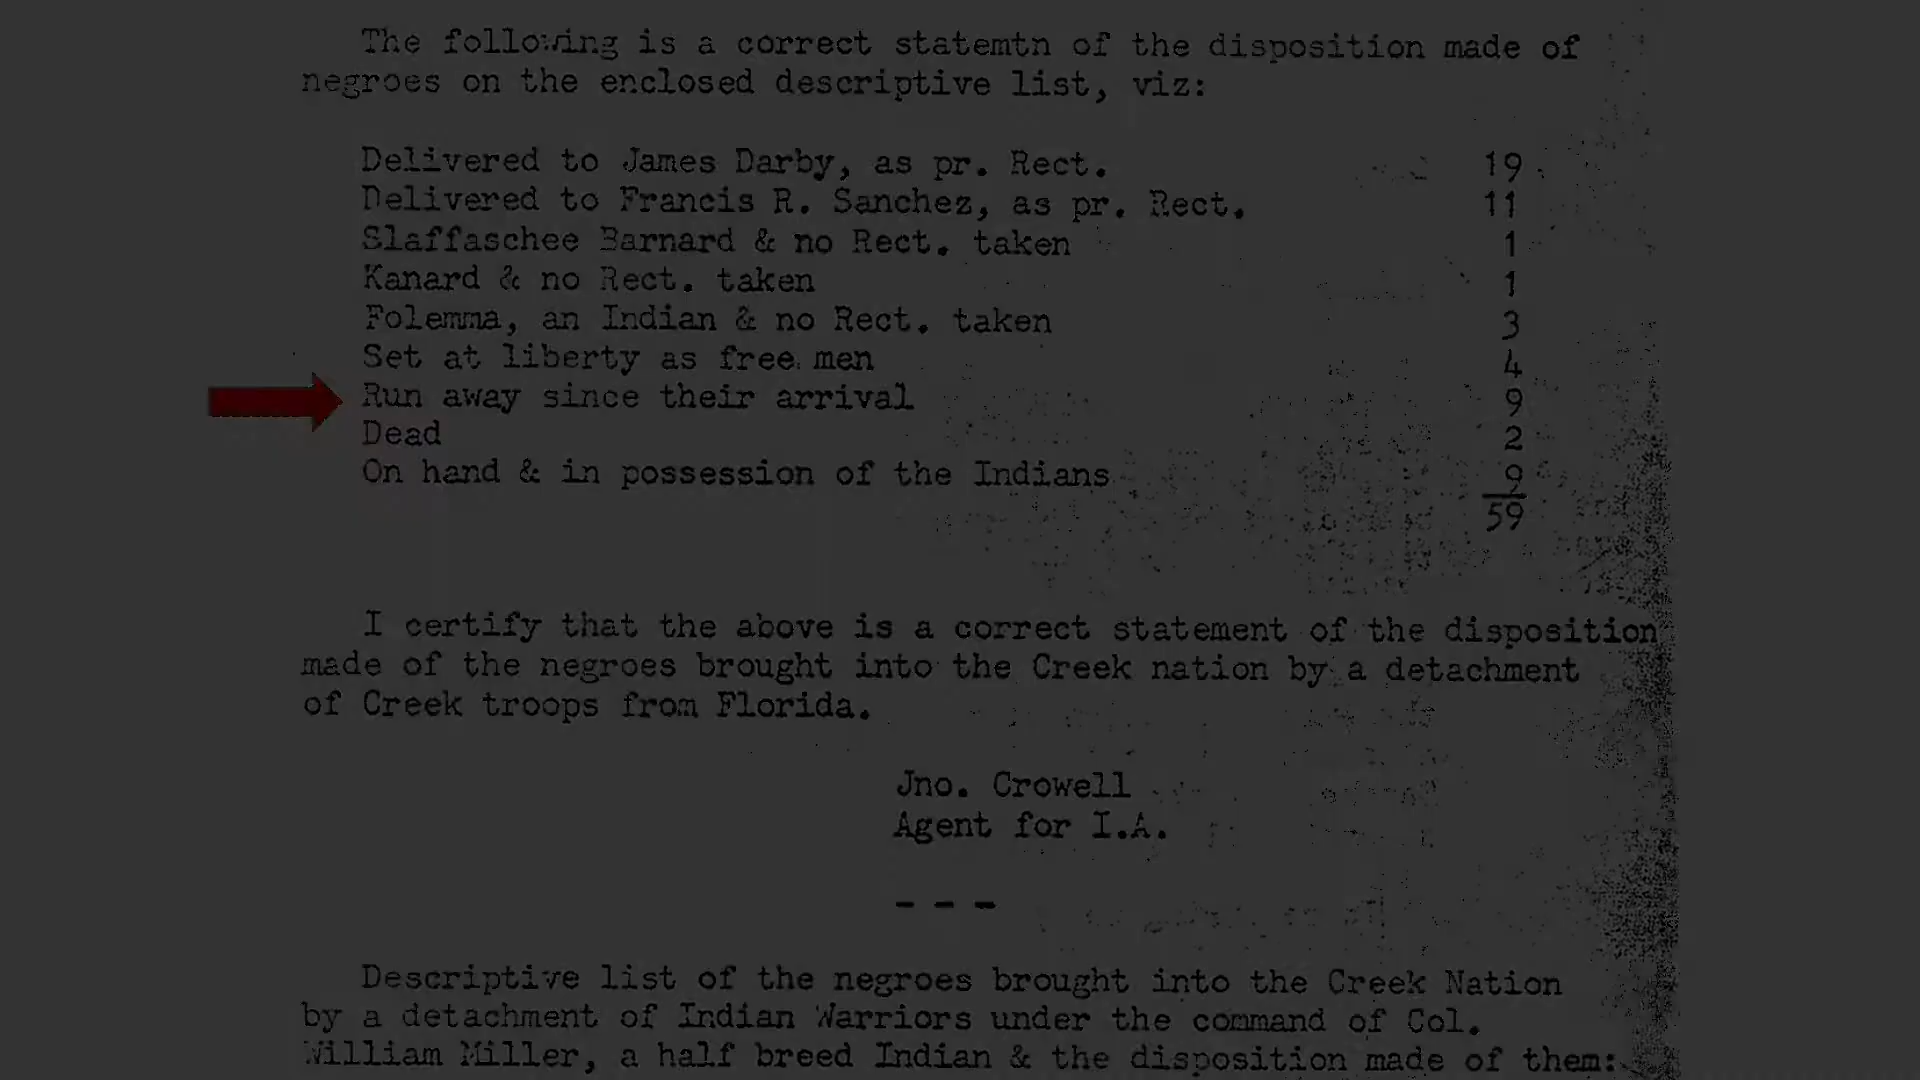 The following is a correct statemtn of the disposition made of
negroes on the enclosed descriptive list, viz:
Delivered to James Darby, as pr. Rect. 19
Delivered to Francis R. Sanchez, as pr. Rect. 11
Slaffaschee Barnard & no Rect. taken 1
Kanard & no Rect. taken 1
Folemma, an Indian & no Rect. taken 3
Set at liberty as free men 4
Run away since their arrival 9
Dead 2
On hand & in possession of the Indians 9
59
I certify that the above is a correct statement of the disposition
made of the negroes brought into the Creek nation by a detachment
of Creek troops from Florida.
Jno. Crowell
Agent for I.A.
- - -
Descriptive list of the negroes brought into the Creek Nation
by a detachment of Indian Warriors under the command of Col.
William Miller, a half breed Indian & the disposition made of them: